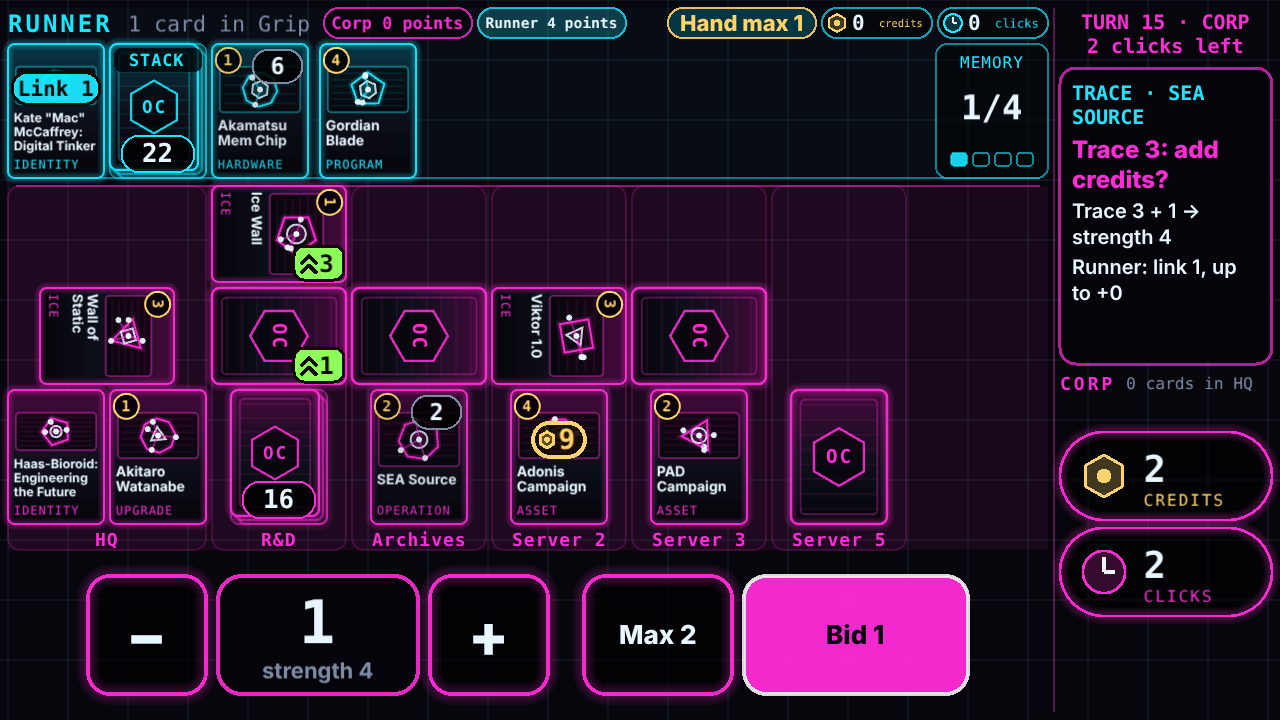 RUNNER 1 card in Grip
Corp 0 points
Runner 4 points
Hand max 1
0 credits
0 clicks
TURN 15 · CORP
2 clicks left
Link 1
Kate "Mac"
McCaffrey:
Digital Tinker
IDENTITY
STACK
OC
22
1
6
Akamatsu
Mem Chip
HARDWARE
4
Gordian
Blade
PROGRAM
MEMORY
1/4
TRACE · SEA
SOURCE
Trace 3: add
credits?
Trace 3 + 1 →
strength 4
Runner: link 1, up
to +0
ICE
Ice Wall
1
3
ICE
Wall of
Static
3
OC
1
OC
ICE
Viktor 1.0
3
OC
CORP 0 cards in HQ
Haas-Bioroid:
Engineering
the Future
IDENTITY
1
Akitaro
Watanabe
UPGRADE
OC
16
2
2
SEA Source
OPERATION
4
9
Adonis
Campaign
ASSET
2
PAD
Campaign
ASSET
OC
HQ
R&D
Archives
Server 2
Server 3
Server 5
2
CREDITS
2
CLICKS
−
1
strength 4
+
Max 2
Bid 1